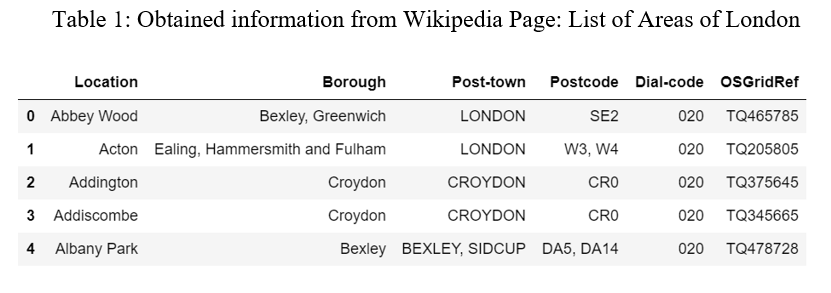 Table 1: Obtained information from Wikipedia Page: List of Areas of London
Location Borough Post-town Postcode Dial-code OSGridRef
0 Abbey Wood Bexley, Greenwich LONDON SE2 020 TQ465785
1 Acton Ealing, Hammersmith and Fulham LONDON W3, W4 020 TQ205805
2 Addington Croydon CROYDON CR0 020 TQ375645
3 Addiscombe Croydon CROYDON CR0 020 TQ345665
4 Albany Park Bexley BEXLEY, SIDCUP DA5, DA14 020 TQ478728